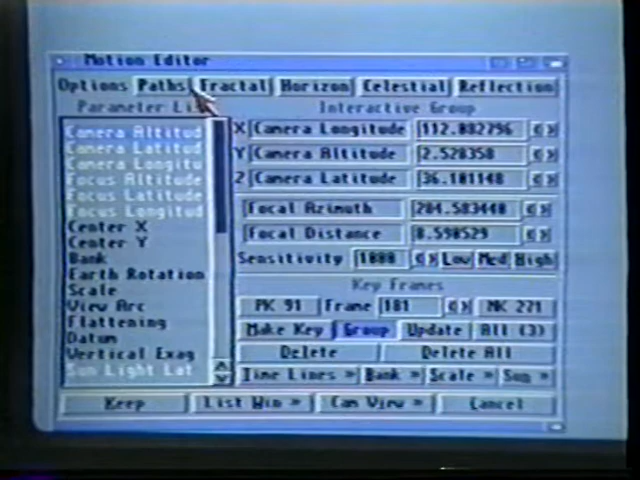 Motion Editor
Options Paths Fractal Horizon Celestial Reflection
Parameter Interactive Group
Camera Altitud
Camera Latitud
Camera Longitu
Focus Altitude
Focus Latitude
Focus Longitud
Center X
Center Y
Bank
Earth Rotation
Scale
View Arc
Flattening
Datum
Vertical Exag
Sun Light Lat
X Camera Longitude 112.882796
Y Camera Altitude 2.528358
Z Camera Latitude 36.101148
Focal Azimuth 204.583440
Focal Distance 8.598529
Sensitivity 1000 Low Med High
Key Frames
PK 91 Frame 181 NK 271
Make Key Group Update All (3)
Delete Delete All
Time Lines » Bank » Scale » Sun »
Keep List Win » Cam View » Cancel